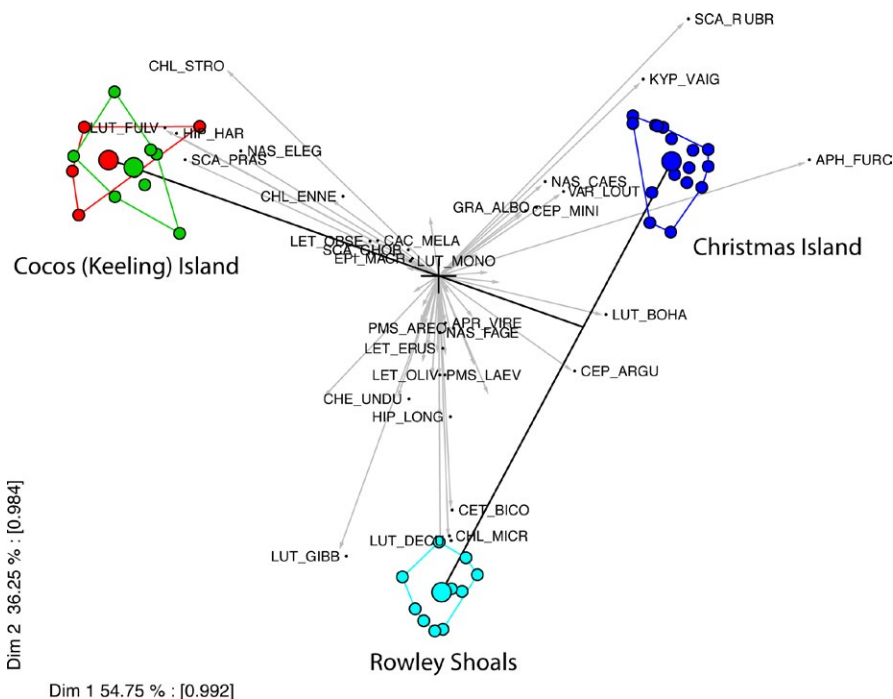 SCA_RUBR
CHL_STRO
KYP_VAIG
LUT_FULV
HIP_HAR
NAS_ELEG
SCA_PRAS
APH_FURC
NAS_CAES
CHL_ENNE
VAR_LOUT
GRA_ALBO
CEP_MINI
LET_OBSE
CAC_MELA
Christmas Island
SCA_GHOB
EPI_MACR
LUT_MONO
Cocos (Keeling) Island
LUT_BOHA
PMS_AREO
APR_VIRE
NAS_FAGE
LET_ERUS
CEP_ARGU
LET_OLIV
PMS_LAEV
CHE_UNDU
HIP_LONG
CET_BICO
LUT_DECU
CHL_MICR
LUT_GIBB
Rowley Shoals
Dim 2 36.25 % : [0.984]
Dim 1 54.75 % : [0.992]